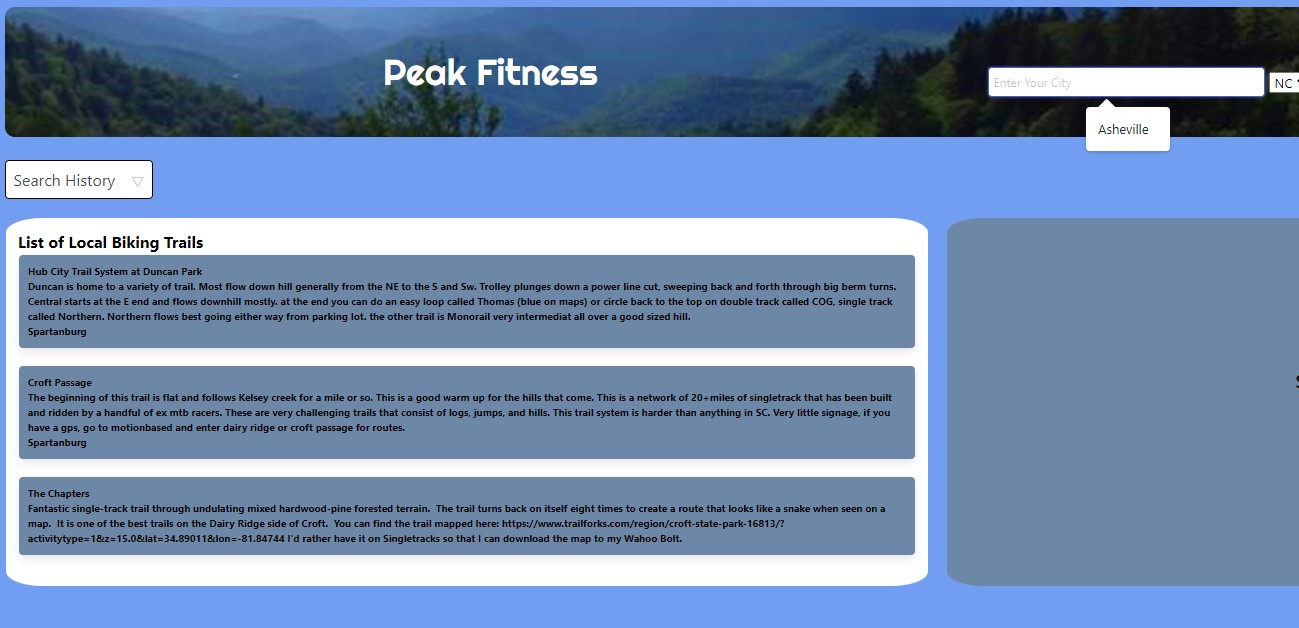 Peak Fitness
Enter Your City
NC
Asheville
Search History
List of Local Biking Trails
Hub City Trail System at Duncan Park
Duncan is home to a variety of trail. Most flow down hill generally from the NE to the S and Sw. Trolley plunges down a power line cut, sweeping back and forth through big berm turns.
Central starts at the E end and flows downhill mostly. at the end you can do an easy loop called Thomas (blue on maps) or circle back to the top on double track called COG, single track
called Northern. Northern flows best going either way from parking lot. the other trail is Monorail very intermediat all over a good sized hill.
Spartanburg
Croft Passage
The beginning of this trail is flat and follows Kelsey creek for a mile or so. This is a good warm up for the hills that come. This is a network of 20+miles of singletrack that has been built
and ridden by a handful of ex mtb racers. These are very challenging trails that consist of logs, jumps, and hills. This trail system is harder than anything in SC. Very little signage, if you
have a gps, go to motionbased and enter dairy ridge or croft passage for routes.
Spartanburg
The Chapters
Fantastic single-track trail through undulating mixed hardwood-pine forested terrain.  The trail turns back on itself eight times to create a route that looks like a snake when seen on a
map.  It is one of the best trails on the Dairy Ridge side of Croft.  You can find the trail mapped here: https://www.trailforks.com/region/croft-state-park-16813/?
activitytype=1&z=15.0&lat=34.89011&lon=-81.84744 I'd rather have it on Singletracks so that I can download the map to my Wahoo Bolt.